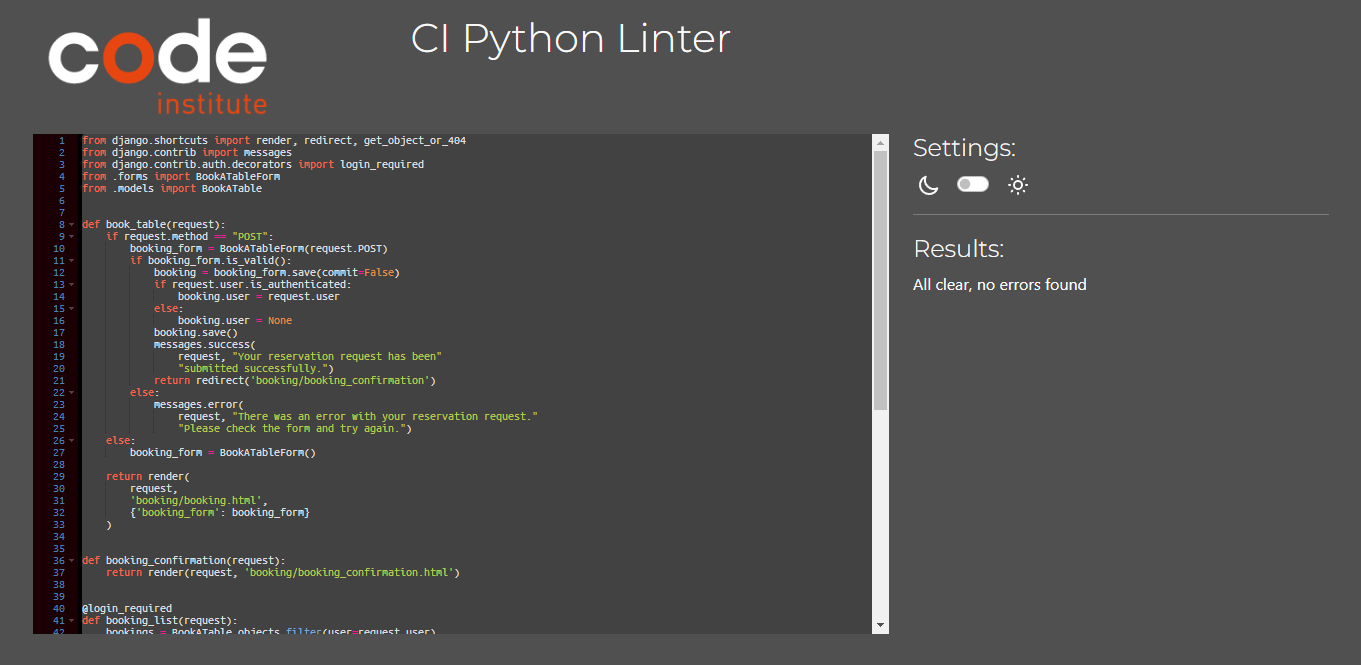 code
institute
CI Python Linter
1 from django.shortcuts import render, redirect, get_object_or_404
2 from django.contrib import messages
3 from django.contrib.auth.decorators import login_required
4 from .forms import BookATableForm
5 from .models import BookATable
6
7
8 def book_table(request):
9     if request.method == "POST":
10         booking_form = BookATableForm(request.POST)
11         if booking_form.is_valid():
12             booking = booking_form.save(commit=False)
13             if request.user.is_authenticated:
14                 booking.user = request.user
15             else:
16                 booking.user = None
17             booking.save()
18             messages.success(
19                 request, "Your reservation request has been"
20                 "submitted successfully.")
21             return redirect('booking/booking_confirmation')
22         else:
23             messages.error(
24                 request, "There was an error with your reservation request."
25                 "Please check the form and try again.")
26     else:
27         booking_form = BookATableForm()
28
29     return render(
30         request,
31         'booking/booking.html',
32         {'booking_form': booking_form}
33     )
34
35
36 def booking_confirmation(request):
37     return render(request, 'booking/booking_confirmation.html')
38
39
40 @login_required
41 def booking_list(request):
42     bookings = BookATable.objects.filter(user=request.user)
Settings:
Results:
All clear, no errors found